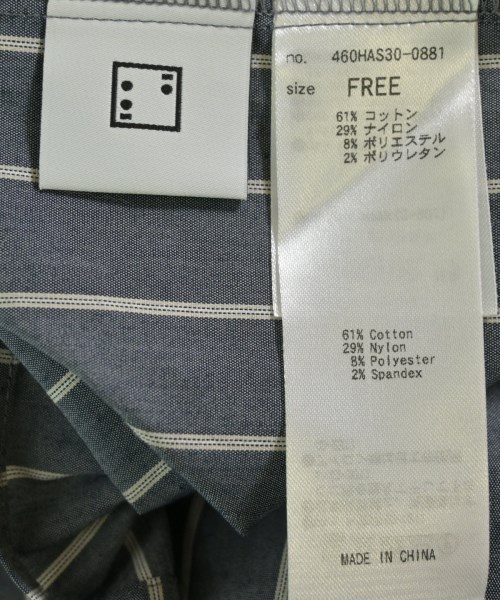 no. 460HAS30-0881
size FREE
61% コットン
29% ナイロン
8% ポリエステル
2% ポリウレタン
61% Cotton
29% Nylon
8% Polyester
2% Spandex
MADE IN CHINA